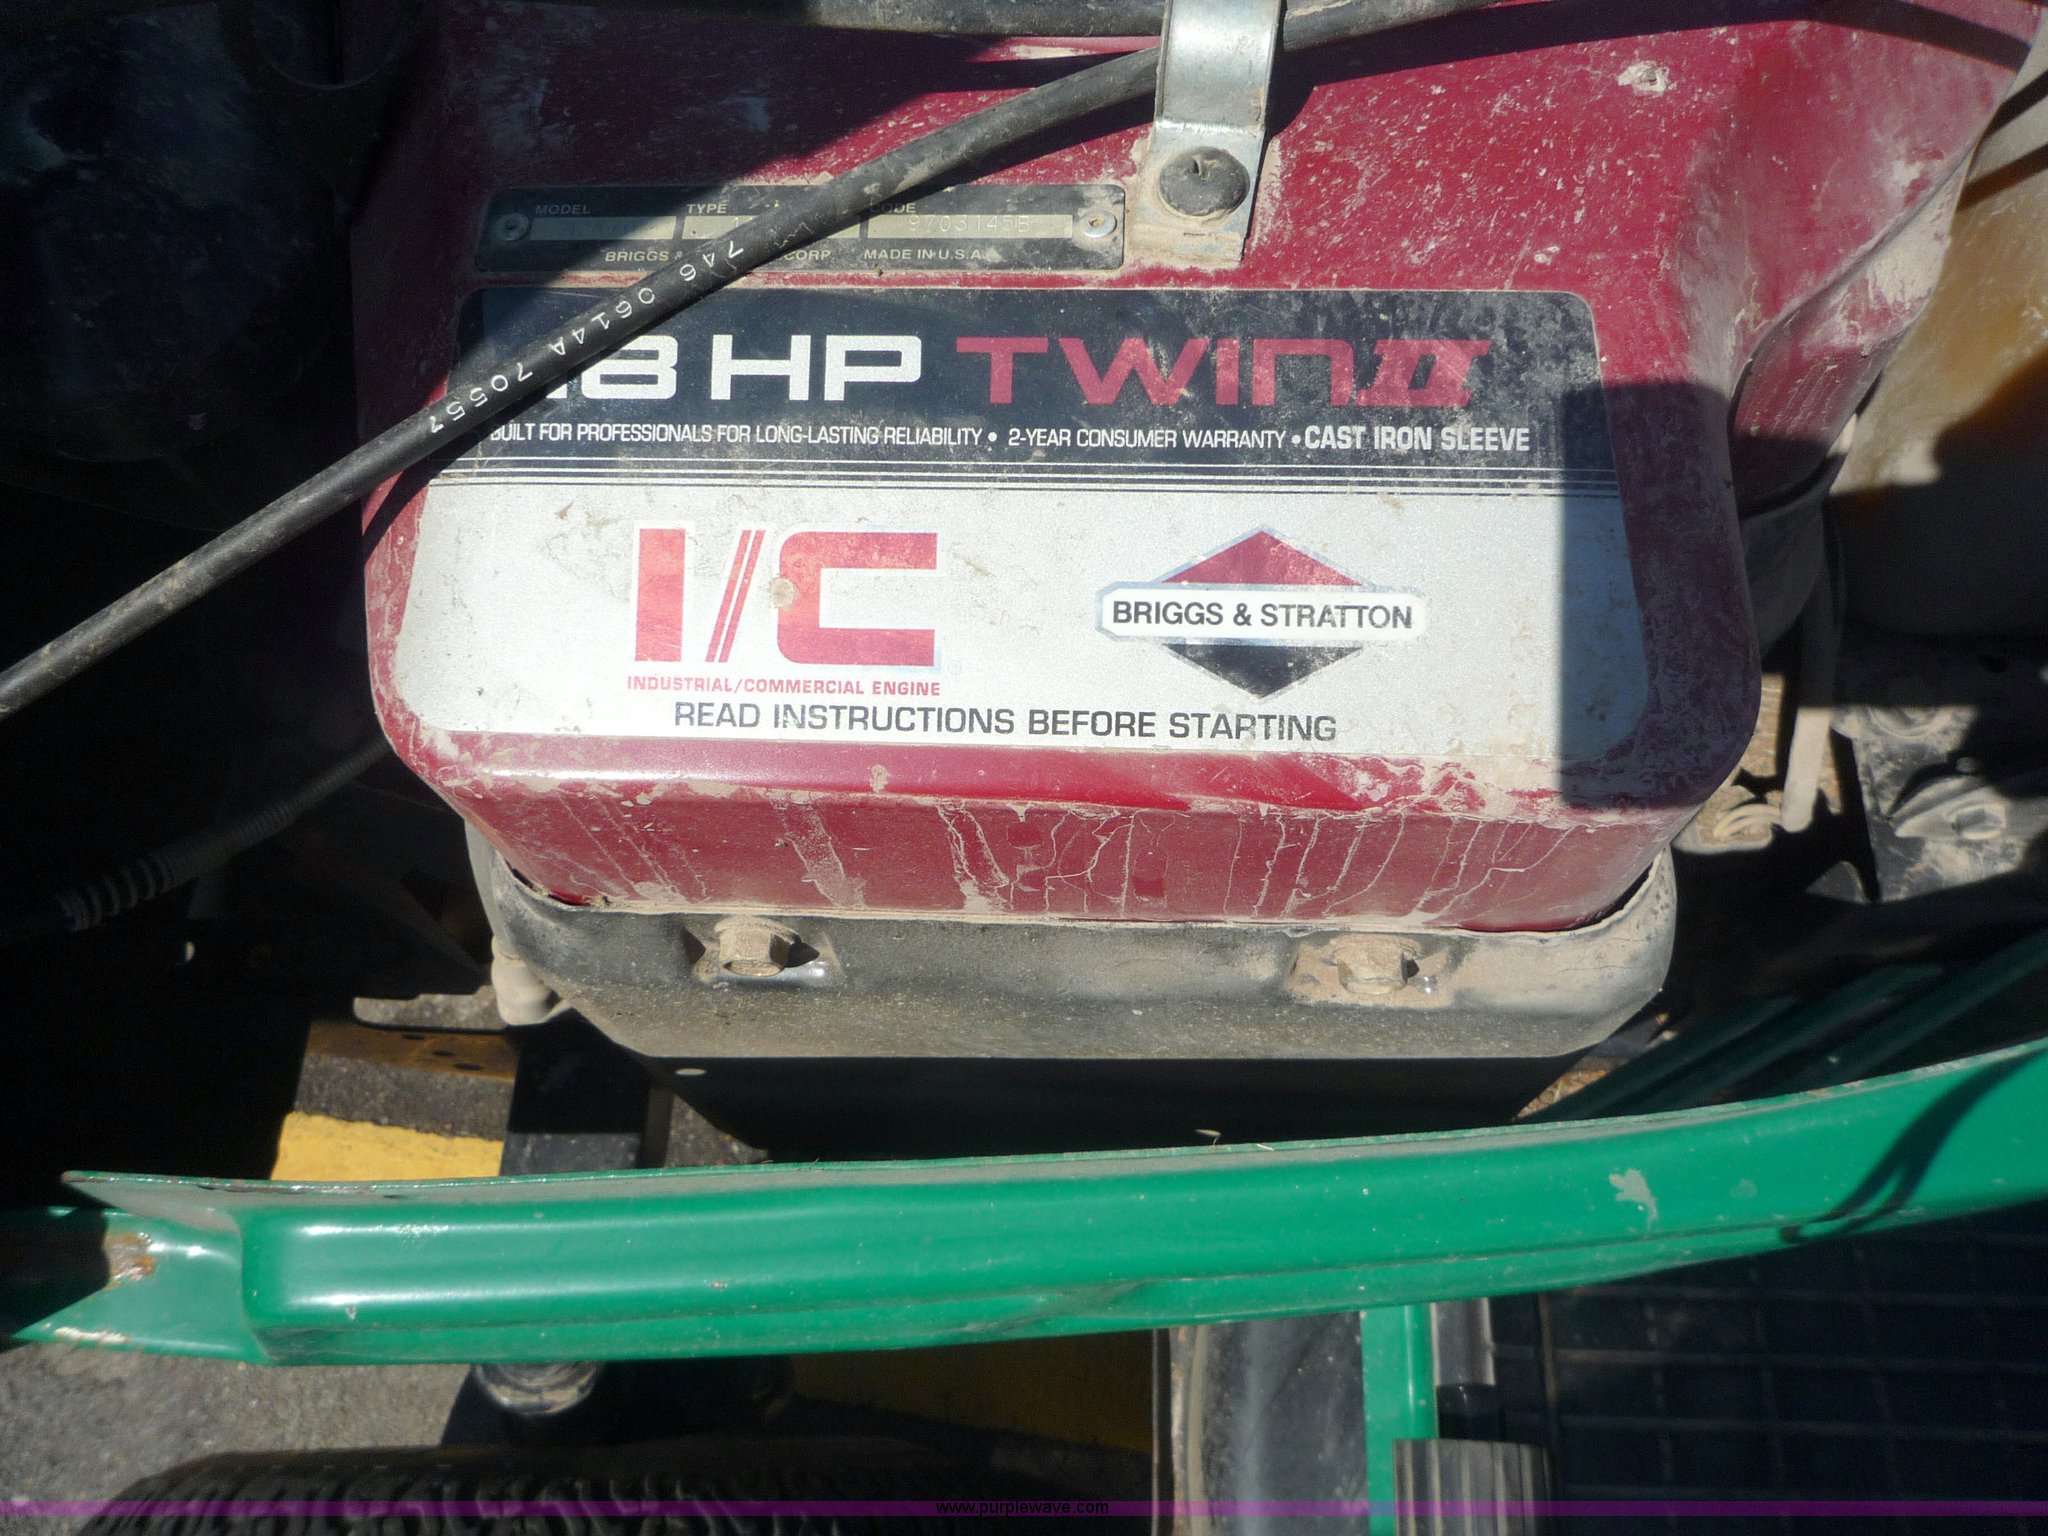 MODEL TYPE CODE
9703145B
BRIGGS & CORP. MADE IN U.S.A.
746 0614A 70557
18 HP TWIN II
BUILT FOR PROFESSIONALS FOR LONG-LASTING RELIABILITY • 2-YEAR CONSUMER WARRANTY • CAST IRON SLEEVE
I/C
INDUSTRIAL/COMMERCIAL ENGINE
BRIGGS & STRATTON
READ INSTRUCTIONS BEFORE STARTING
www.purplewave.com